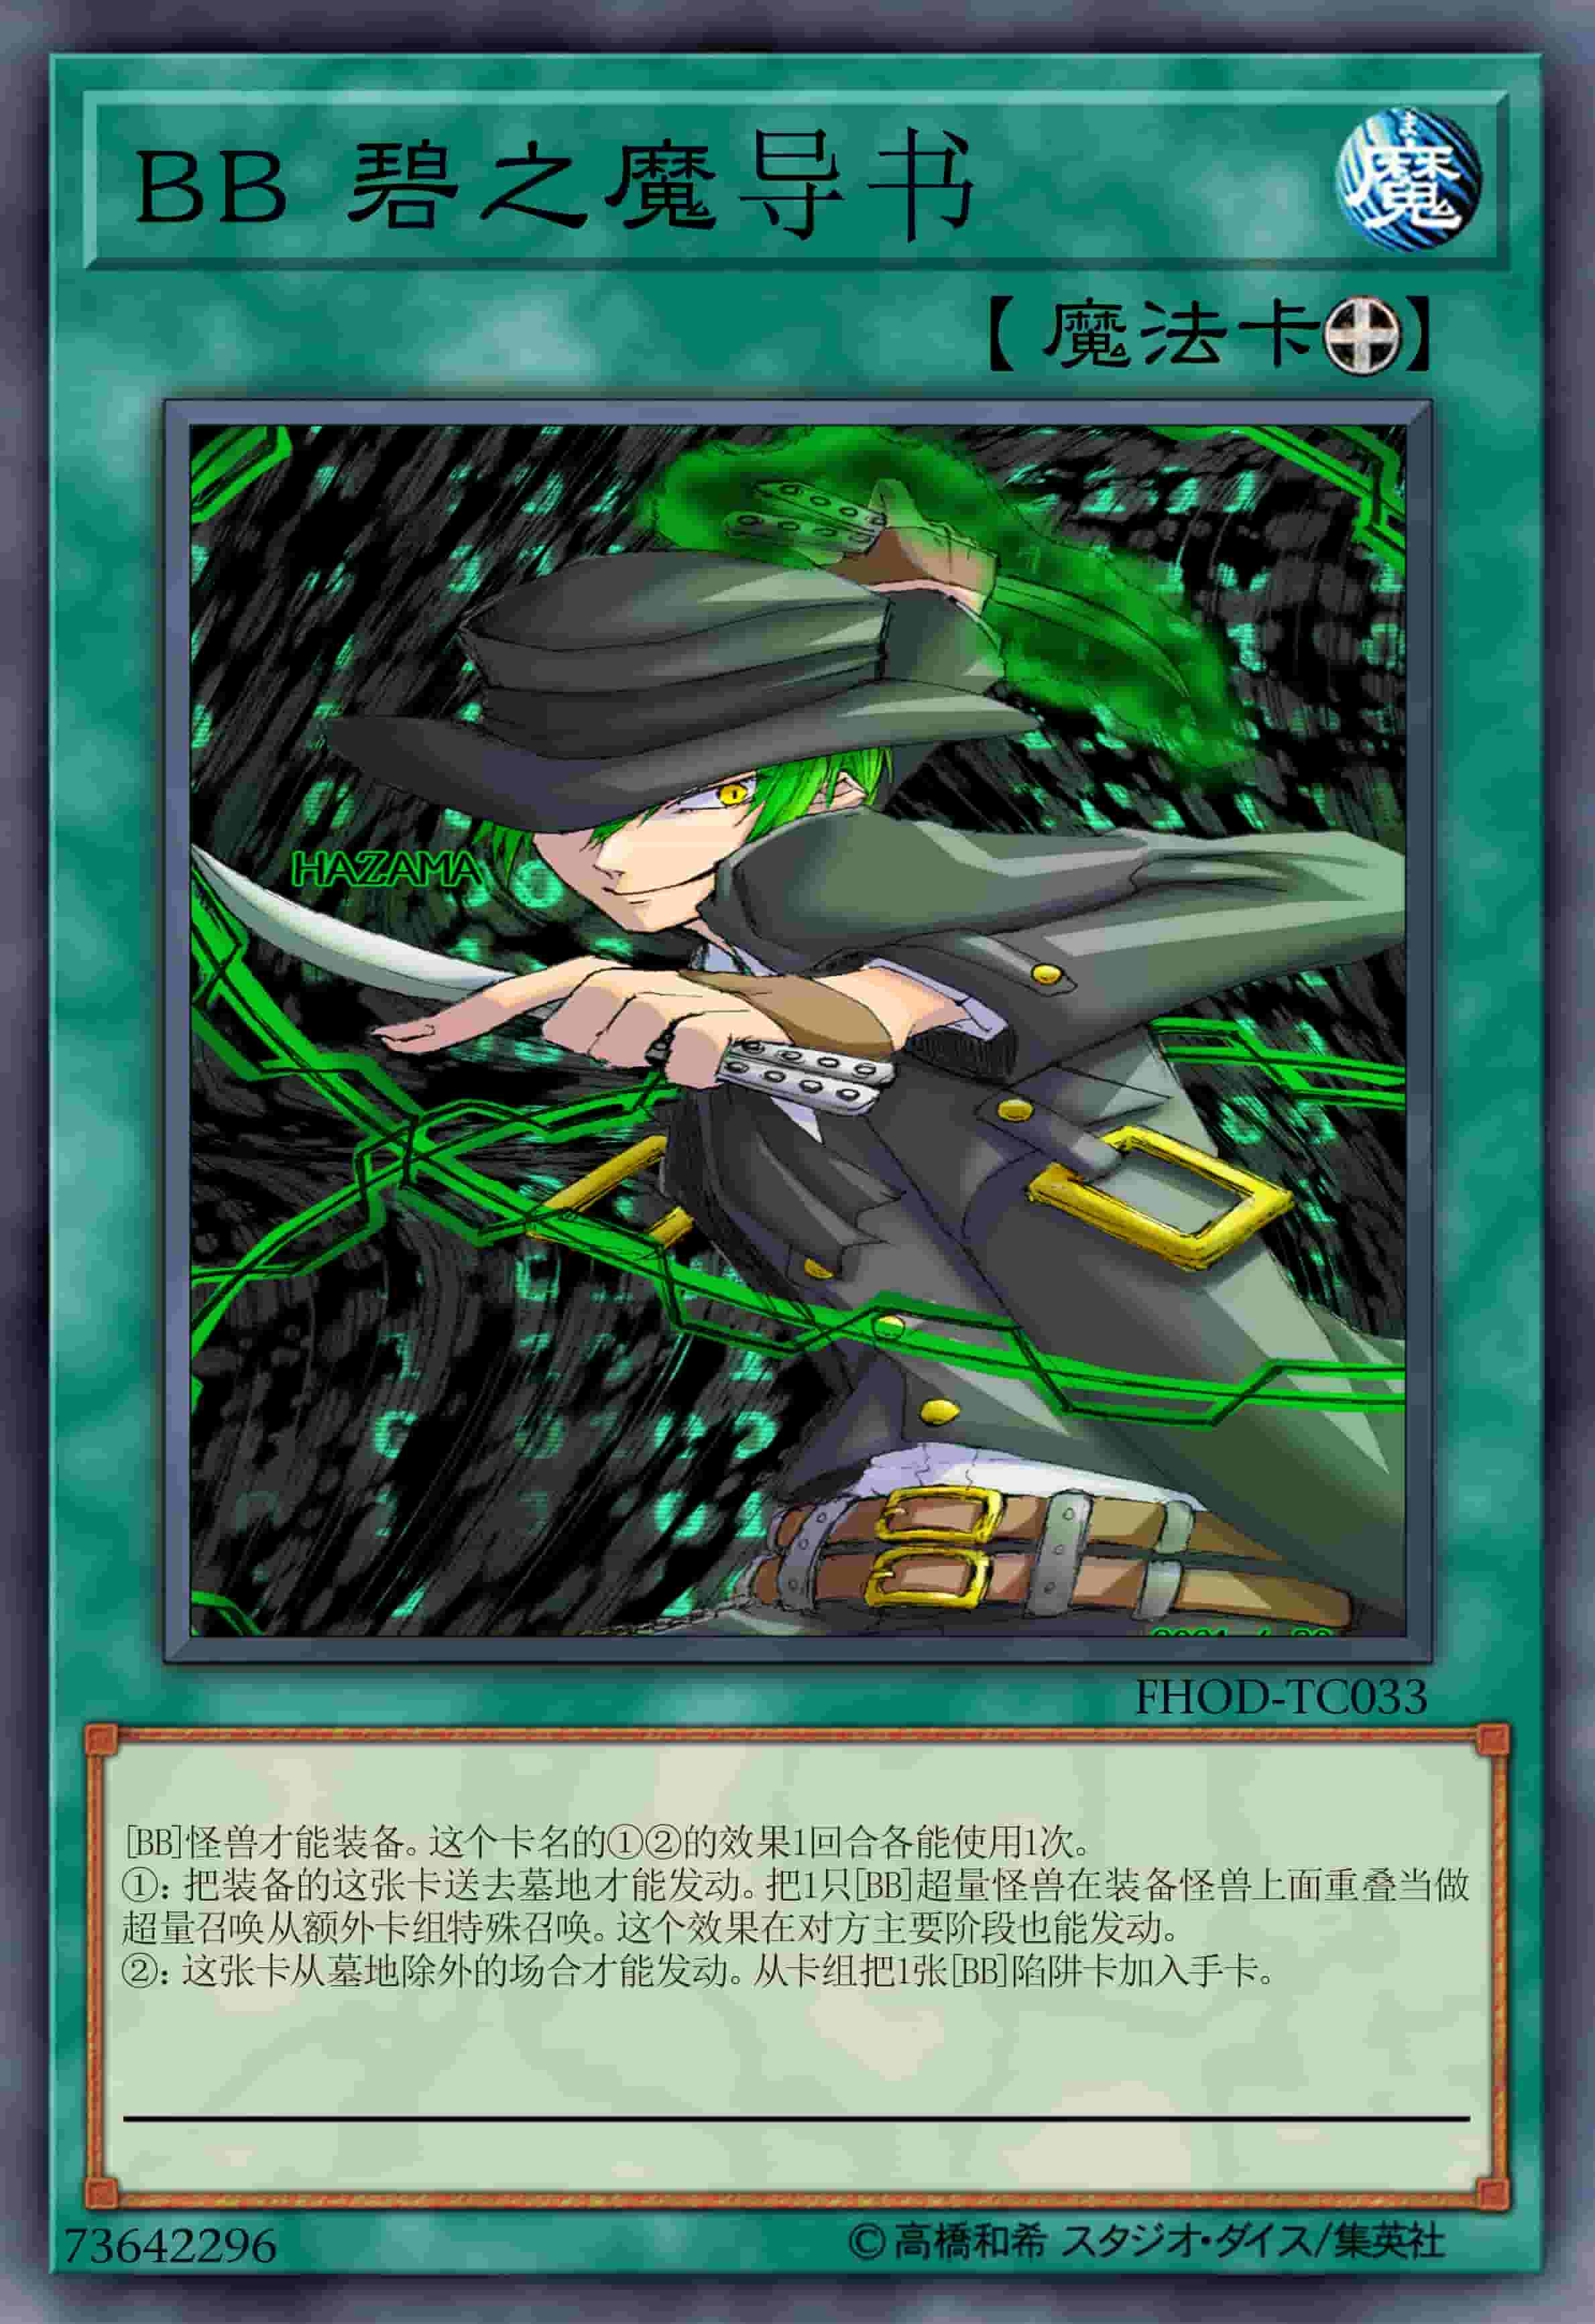 BB 碧之魔导书
ま
魔
【魔法卡】
HAZAMA
FHOD-TC033
[BB]怪兽才能装备。这个卡名的①②的效果1回合各能使用1次。
①：把装备的这张卡送去墓地才能发动。把1只[BB]超量怪兽在装备怪兽上面重叠当做
超量召唤从额外卡组特殊召唤。这个效果在对方主要阶段也能发动。
②：这张卡从墓地除外的场合才能发动。从卡组把1张[BB]陷阱卡加入手卡。
73642296
©高橋和希 スタジオ・ダイス/集英社